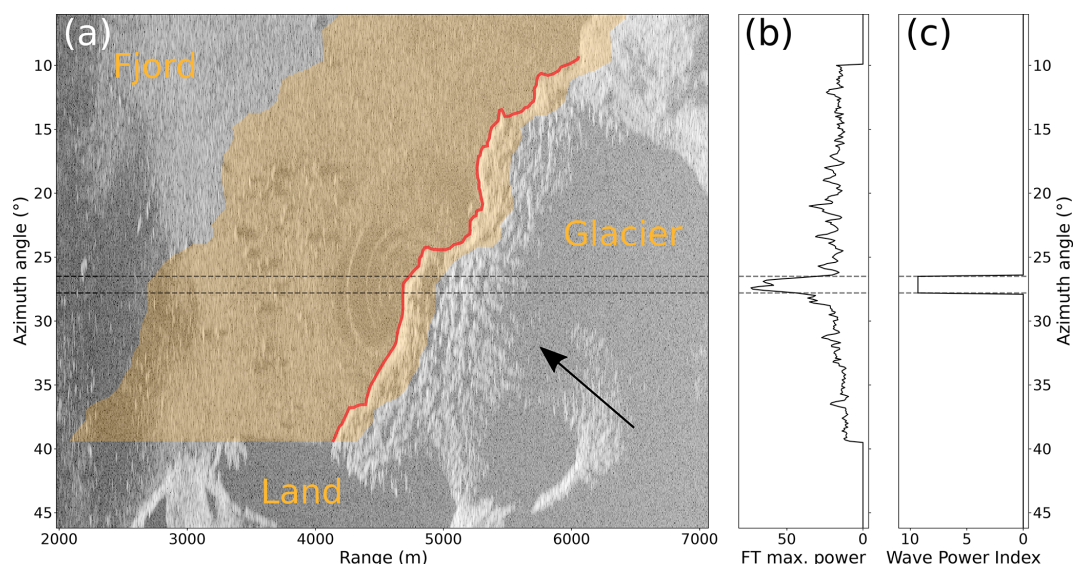 (a)
(b)
(c)
Fjord
Glacier
Land
Azimuth angle (°)
10
15
20
25
30
35
40
45
2000
3000
4000
5000
6000
7000
Range (m)
50
0
FT max. power
10
5
0
Wave Power Index
10
15
20
25
30
35
40
45
Azimuth angle (°)